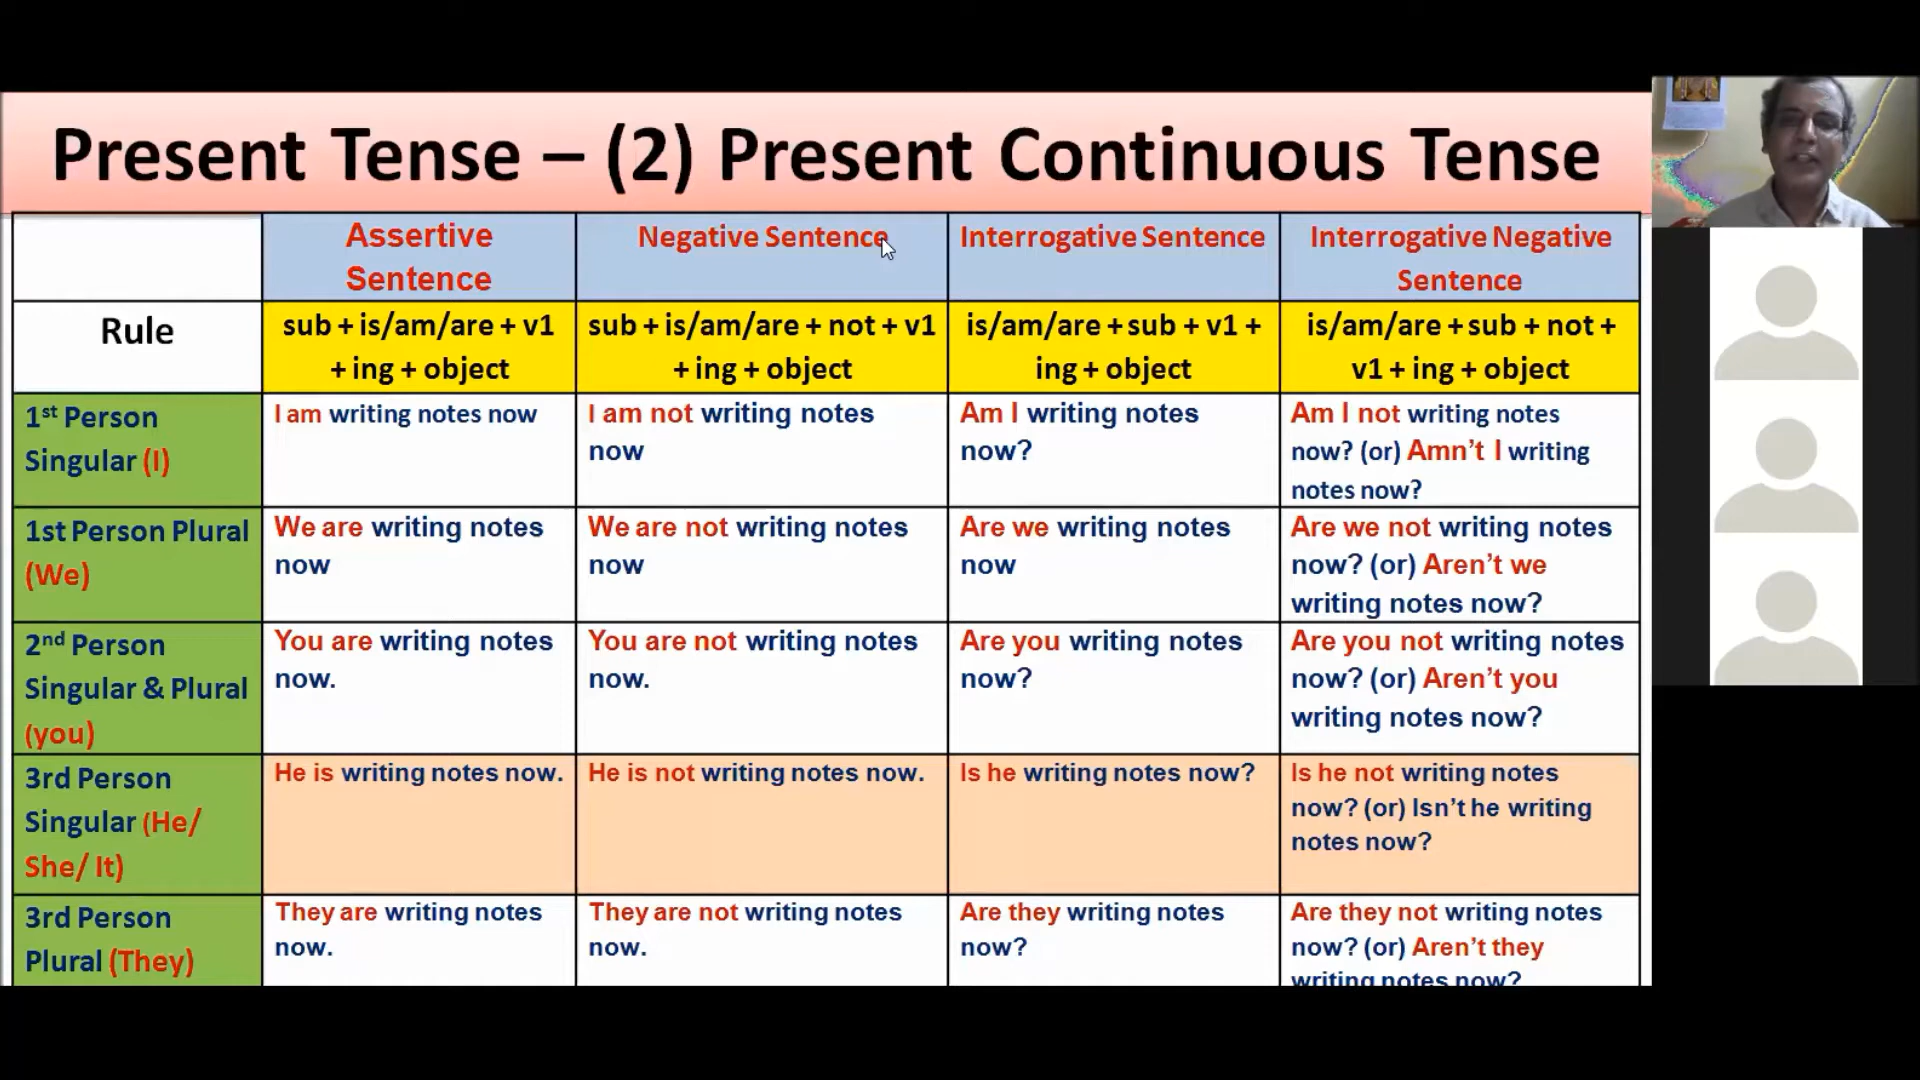 Present Tense – (2) Present Continuous Tense
Assertive
Sentence
Negative Sentence
Interrogative Sentence
Interrogative Negative
Sentence
Rule
sub + is/am/are + v1
+ ing + object
sub + is/am/are + not + v1
+ ing + object
is/am/are + sub + v1 +
ing + object
is/am/are + sub + not +
v1 + ing + object
1st Person
Singular (I)
I am writing notes now
I am not writing notes
now
Am I writing notes
now?
Am I not writing notes
now? (or) Amn't I writing
notes now?
1st Person Plural
(We)
We are writing notes
now
We are not writing notes
now
Are we writing notes
now
Are we not writing notes
now? (or) Aren't we
writing notes now?
2nd Person
Singular & Plural
(you)
You are writing notes
now.
You are not writing notes
now.
Are you writing notes
now?
Are you not writing notes
now? (or) Aren't you
writing notes now?
3rd Person
Singular (He/
She/ It)
He is writing notes now.
He is not writing notes now.
Is he writing notes now?
Is he not writing notes
now? (or) Isn't he writing
notes now?
3rd Person
Plural (They)
They are writing notes
now.
They are not writing notes
now.
Are they writing notes
now?
Are they not writing notes
now? (or) Aren't they
writing notes now?